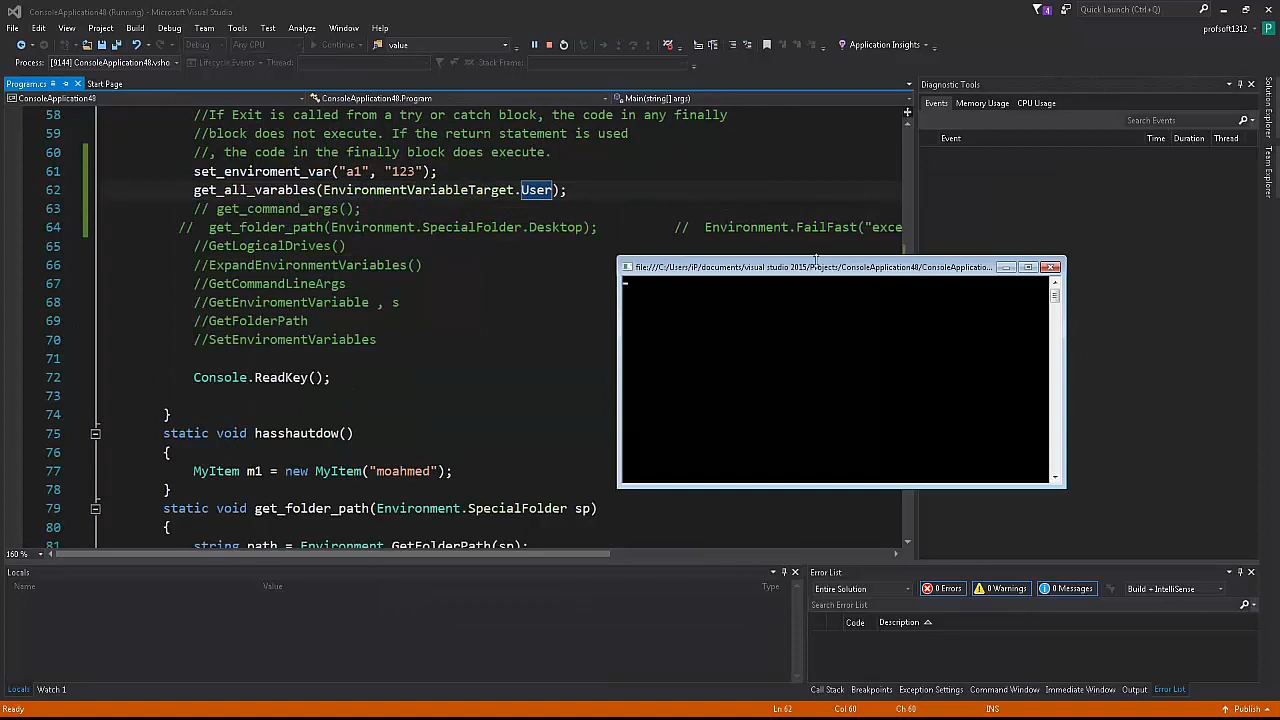 ConsoleApplication48 (Running) - Microsoft Visual Studio
4
Quick Launch (Ctrl+Q)
File Edit View Project Build Debug Team Tools Test Analyze Window Help
profsoft1312
P
Debug Any CPU Continue value Application Insights
Process: [9144] ConsoleApplication48.vsho Lifecycle Events Thread: Stack Frame:
Program.cs Start Page
ConsoleApplication48 ConsoleApplication48.Program Main(string[] args)
58 //If Exit is called from a try or catch block, the code in any finally
59 //block does not execute. If the return statement is used
60 //, the code in the finally block does execute.
61 set_enviroment_var("a1", "123");
62 get_all_varables(EnvironmentVariableTarget.User);
63 // get_command_args();
64 // get_folder_path(Environment.SpecialFolder.Desktop); // Environment.FailFast("exce
65 //GetLogicalDrives()
66 //ExpandEnvironmentVariables()
67 //GetCommandLineArgs
68 //GetEnviromentVariable , s
69 //GetFolderPath
70 //SetEnviromentVariables
71
72 Console.ReadKey();
73
74 }
75 static void hasshautdow()
76 {
77 MyItem m1 = new MyItem("moahmed");
78 }
79 static void get_folder_path(Environment.SpecialFolder sp)
80 {
81 string path = Environment.GetFolderPath(sp);
160 %
file:///C:/Users/iP/documents/visual studio 2015/Projects/ConsoleApplication48/ConsoleApplicatio...
Diagnostic Tools
Events Memory Usage CPU Usage
Search Events
Event Time Duration Thread
Solution Explorer
Team Explorer
Locals
Name Value Type
Locals Watch 1
Error List
Entire Solution 0 Errors 0 Warnings 0 Messages Build + IntelliSense
Search Error List
Code Description
Call Stack Breakpoints Exception Settings Command Window Immediate Window Output Error List
Ready Ln 62 Col 60 Ch 60 INS Publish